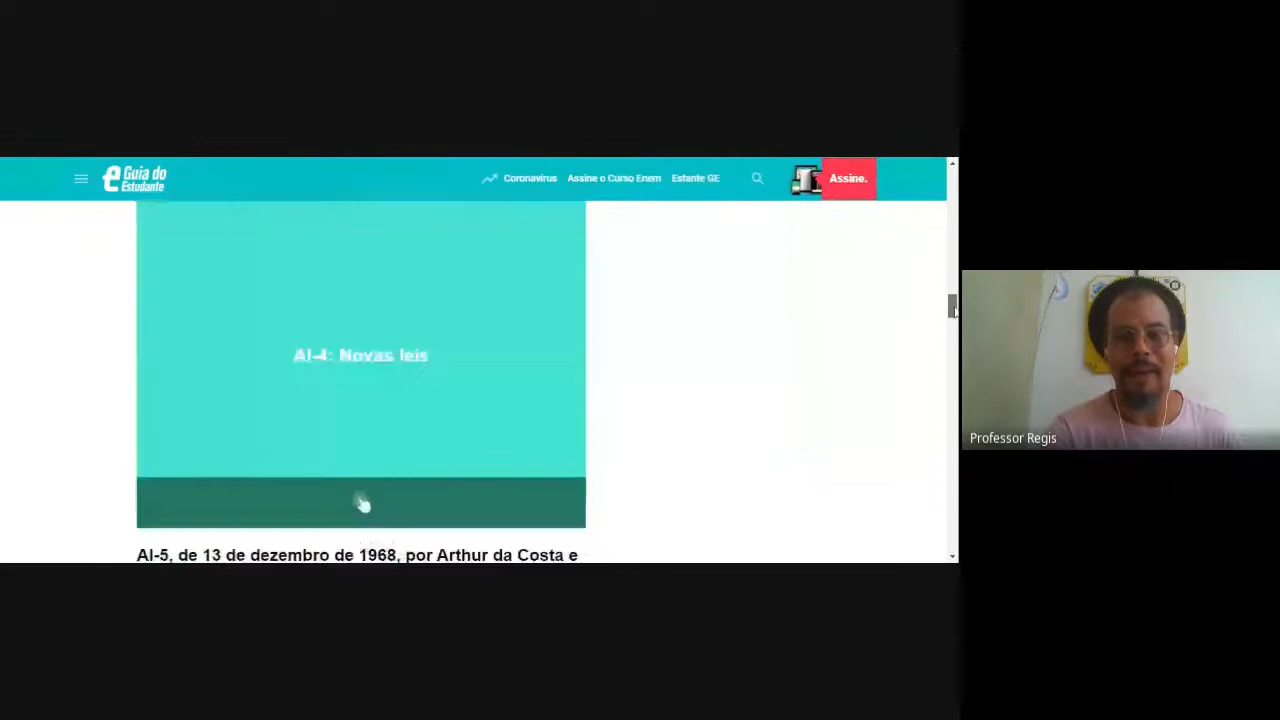 Guia do
Estudante
Coronavírus Assine o Curso Enem Estante GE Assine.
AI-4: Novas leis
AI-5, de 13 de dezembro de 1968, por Arthur da Costa e
Professor Regis